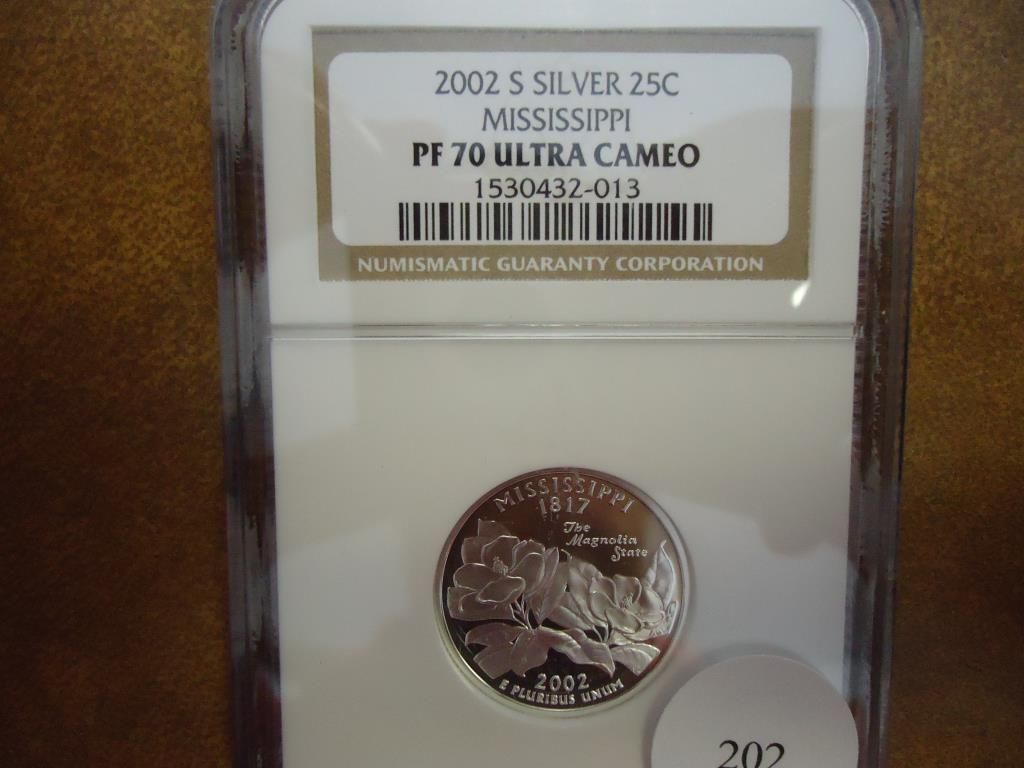 2002 S SILVER 25C
MISSISSIPPI
PF 70 ULTRA CAMEO
1530432-013
NUMISMATIC GUARANTY CORPORATION
MISSISSIPPI
1817
The
Magnolia
State
2002
E PLURIBUS UNUM
202